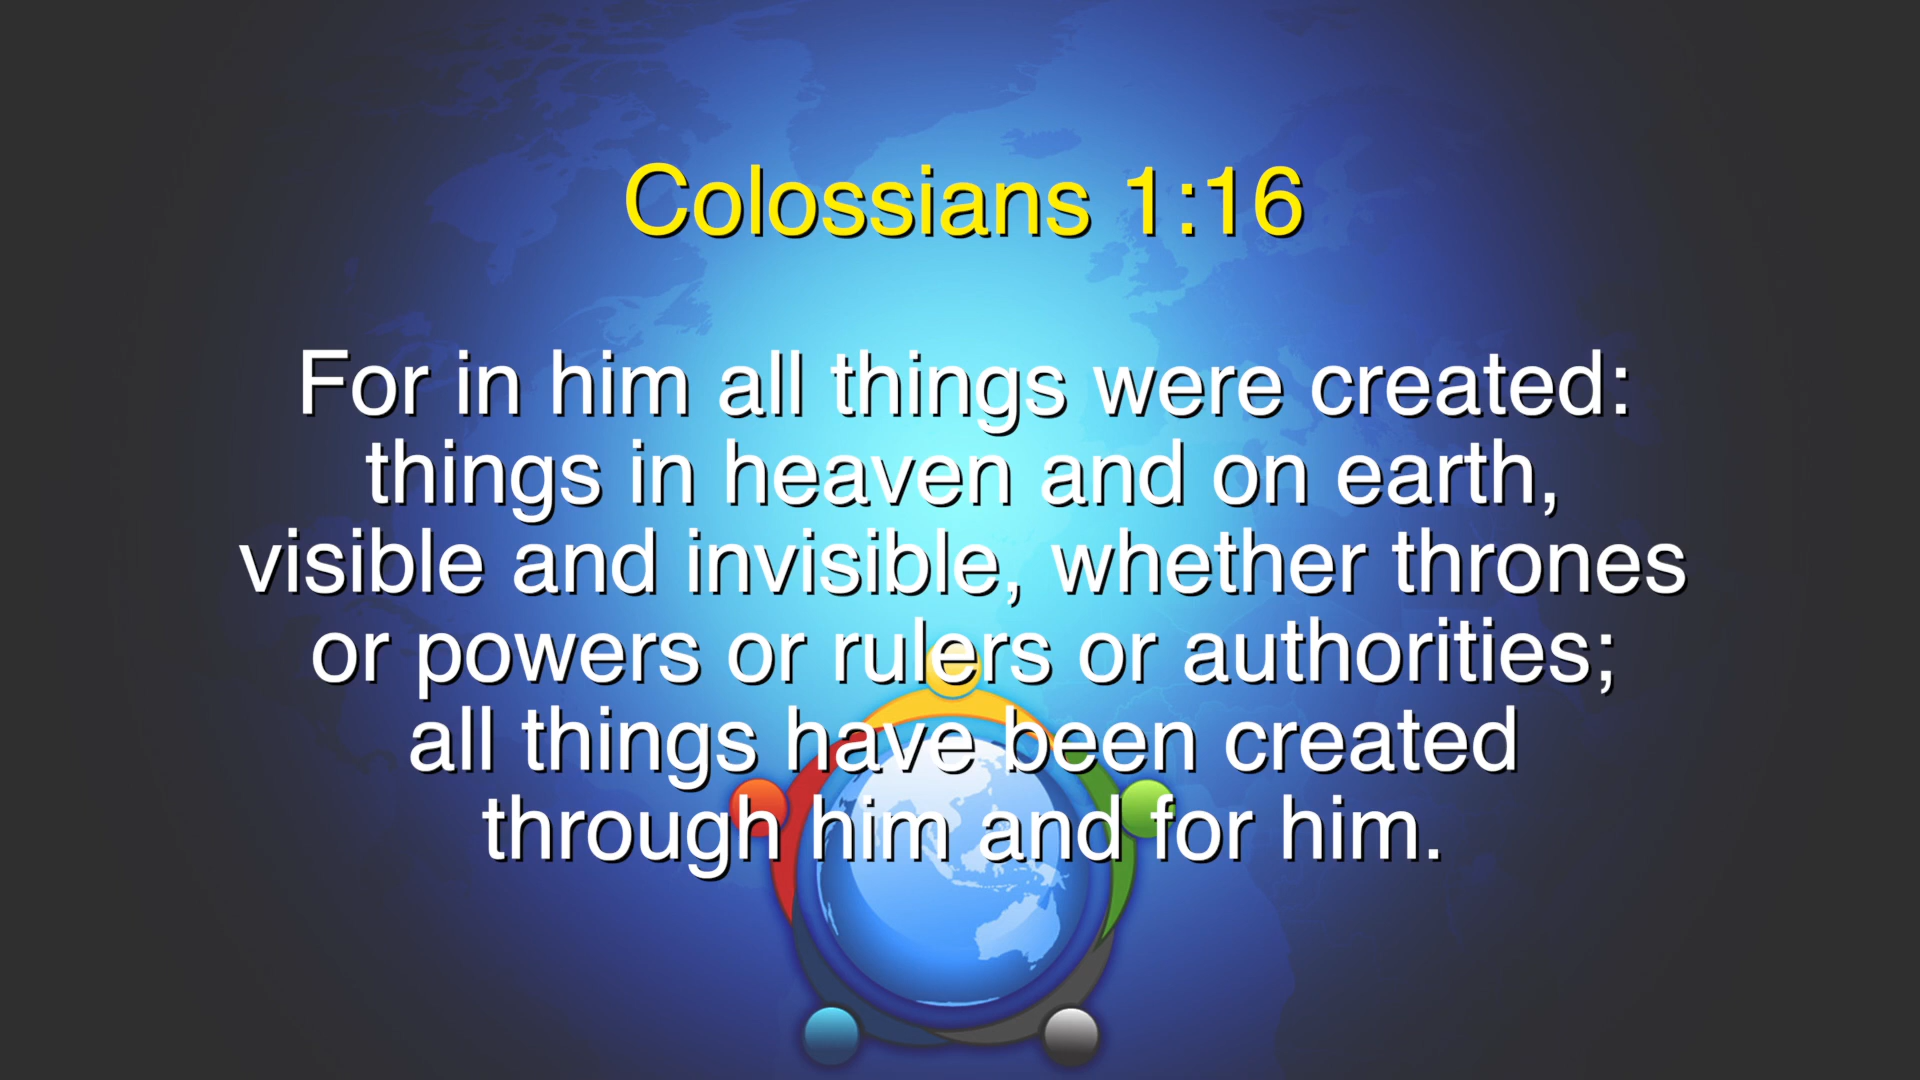 Colossians 1:16
For in him all things were created:
things in heaven and on earth,
visible and invisible, whether thrones
or powers or rulers or authorities;
all things have been created
through him and for him.